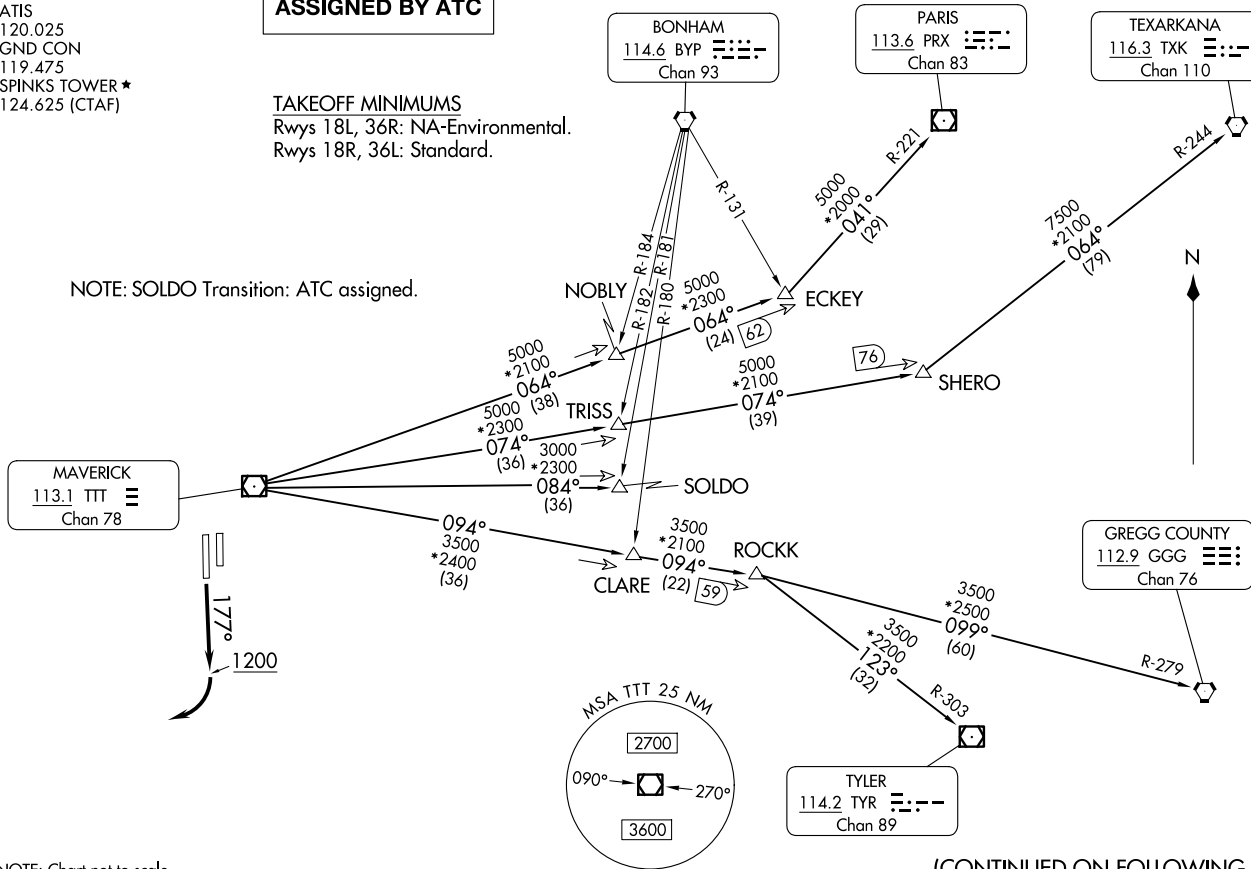 ATIS
120.025
GND CON
119.475
SPINKS TOWER ★
124.625 (CTAF)
ASSIGNED BY ATC
TAKEOFF MINIMUMS
Rwys 18L, 36R: NA-Environmental.
Rwys 18R, 36L: Standard.
NOTE: SOLDO Transition: ATC assigned.
BONHAM
114.6 BYP
Chan 93
PARIS
113.6 PRX
Chan 83
TEXARKANA
116.3 TXK
Chan 110
R-221
R-244
R-131
R-184
R-182
R-181
R-180
5000
*2000
041°
(29)
7500
*2100
064°
(79)
N
NOBLY
5000
*2300
064°
(24)
62
ECKEY
5000
*2100
064°
(38)
TRISS
5000
*2100
074°
(39)
76
SHERO
5000
*2300
074°
(36)
3000
*2300
084°
(36)
SOLDO
MAVERICK
113.1 TTT
Chan 78
094°
3500
*2400
(36)
CLARE
3500
*2100
094°
(22)
59
ROCKK
GREGG COUNTY
112.9 GGG
Chan 76
3500
*2500
099°
(60)
R-279
3500
*2200
123°
(32)
R-303
177°
1200
MSA TTT 25 NM
2700
090°
270°
3600
TYLER
114.2 TYR
Chan 89
NOTE: Chart not to scale
(CONTINUED ON FOLLOWING